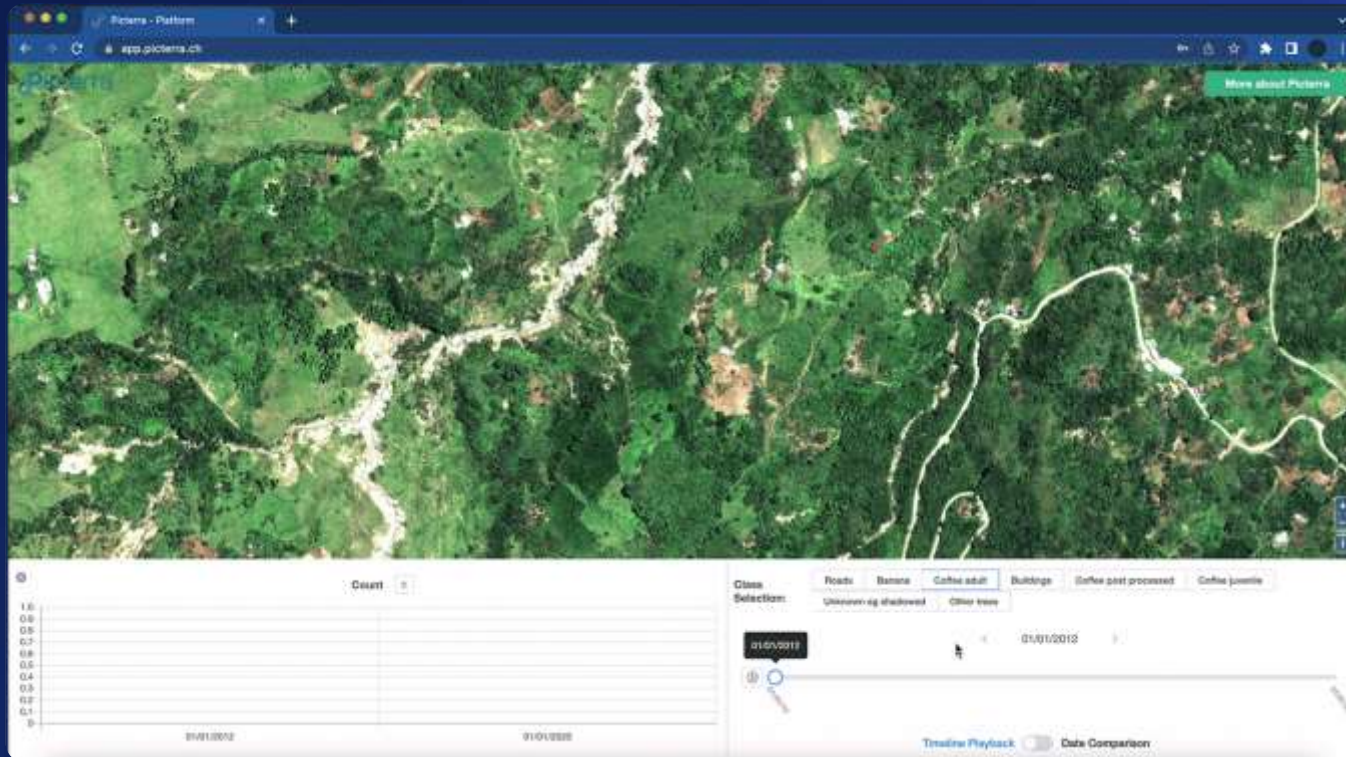 Picterra - Platform
app.picterra.ch
Picterra
More about Picterra
Count
1.0
0.9
0.8
0.7
0.6
0.5
0.4
0.3
0.2
0.1
0
01/01/2012
01/01/2020
Class Selection:
Roads
Banana
Coffee adult
Buildings
Coffee post processed
Coffee juvenile
Unknown eg shadowed
Other trees
01/01/2012
01/01/2012
Timeline Playback
Date Comparison